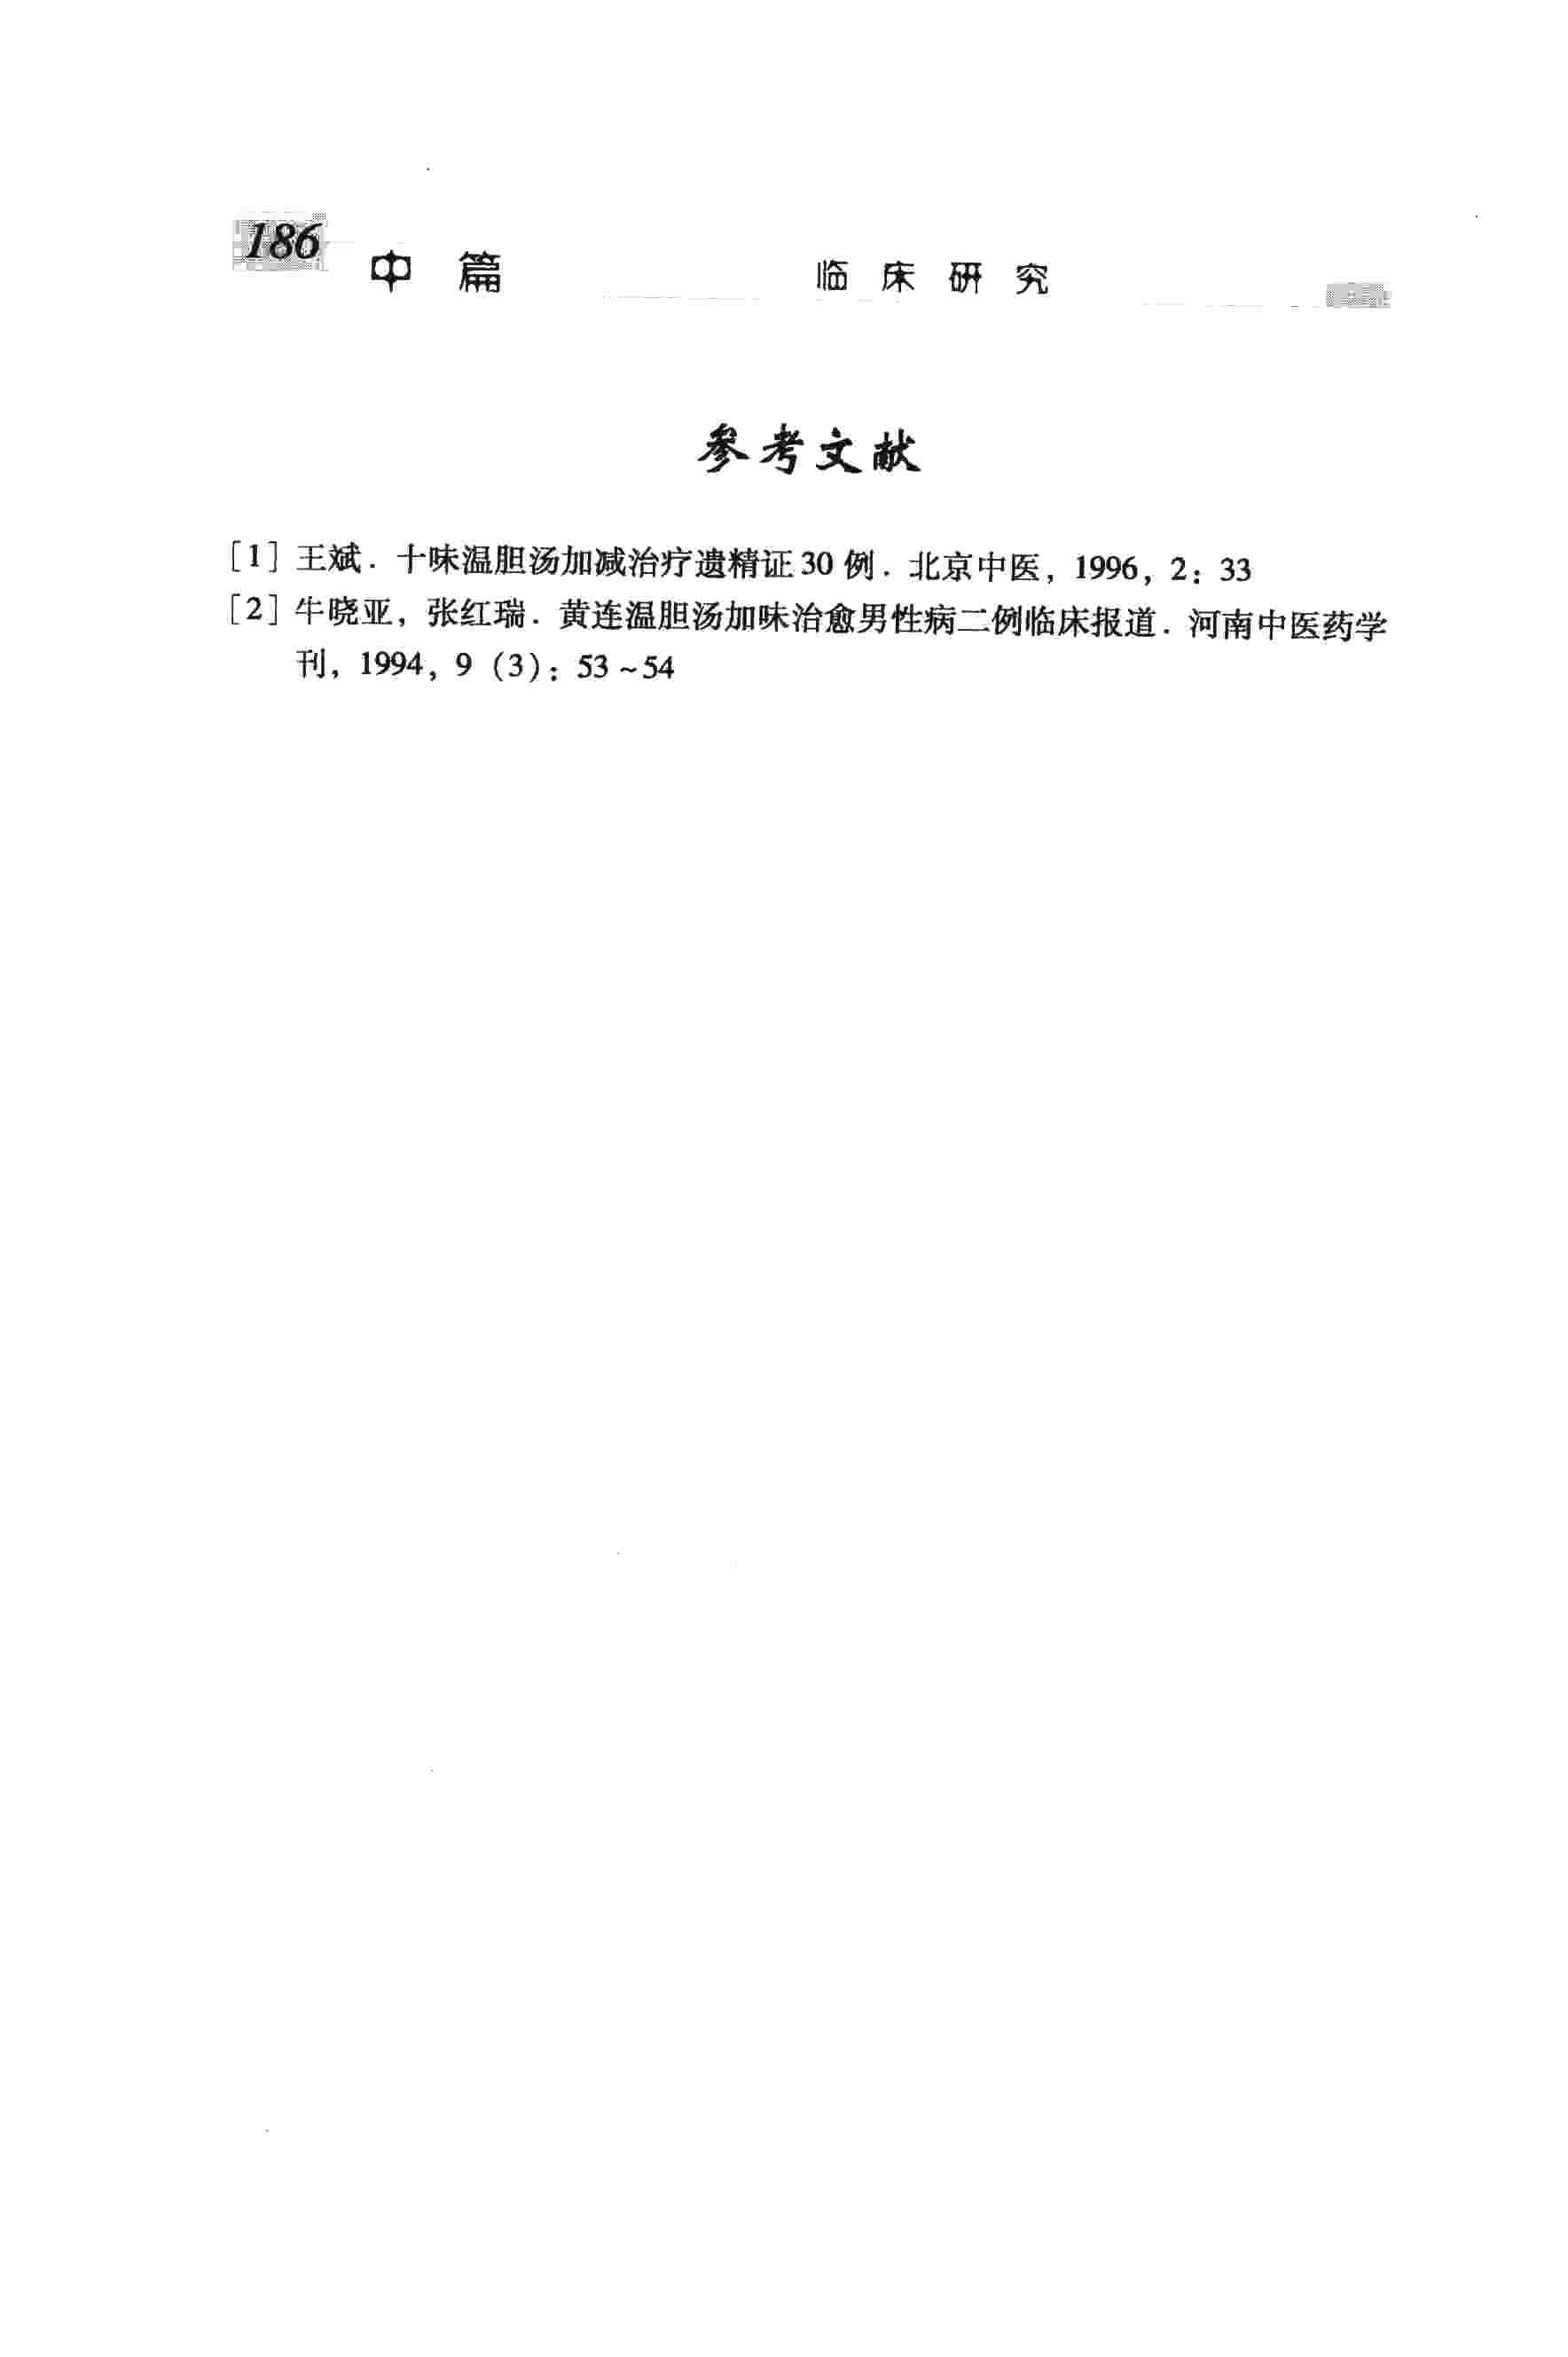 186 中 篇 临 床 研 究
参考文献
[1] 王斌．十味温胆汤加减治疗遗精证30例．北京中医，1996，2：33
[2] 牛晓亚，张红瑞．黄连温胆汤加味治愈男性病二例临床报道．河南中医药学
刊，1994，9（3）：53～54